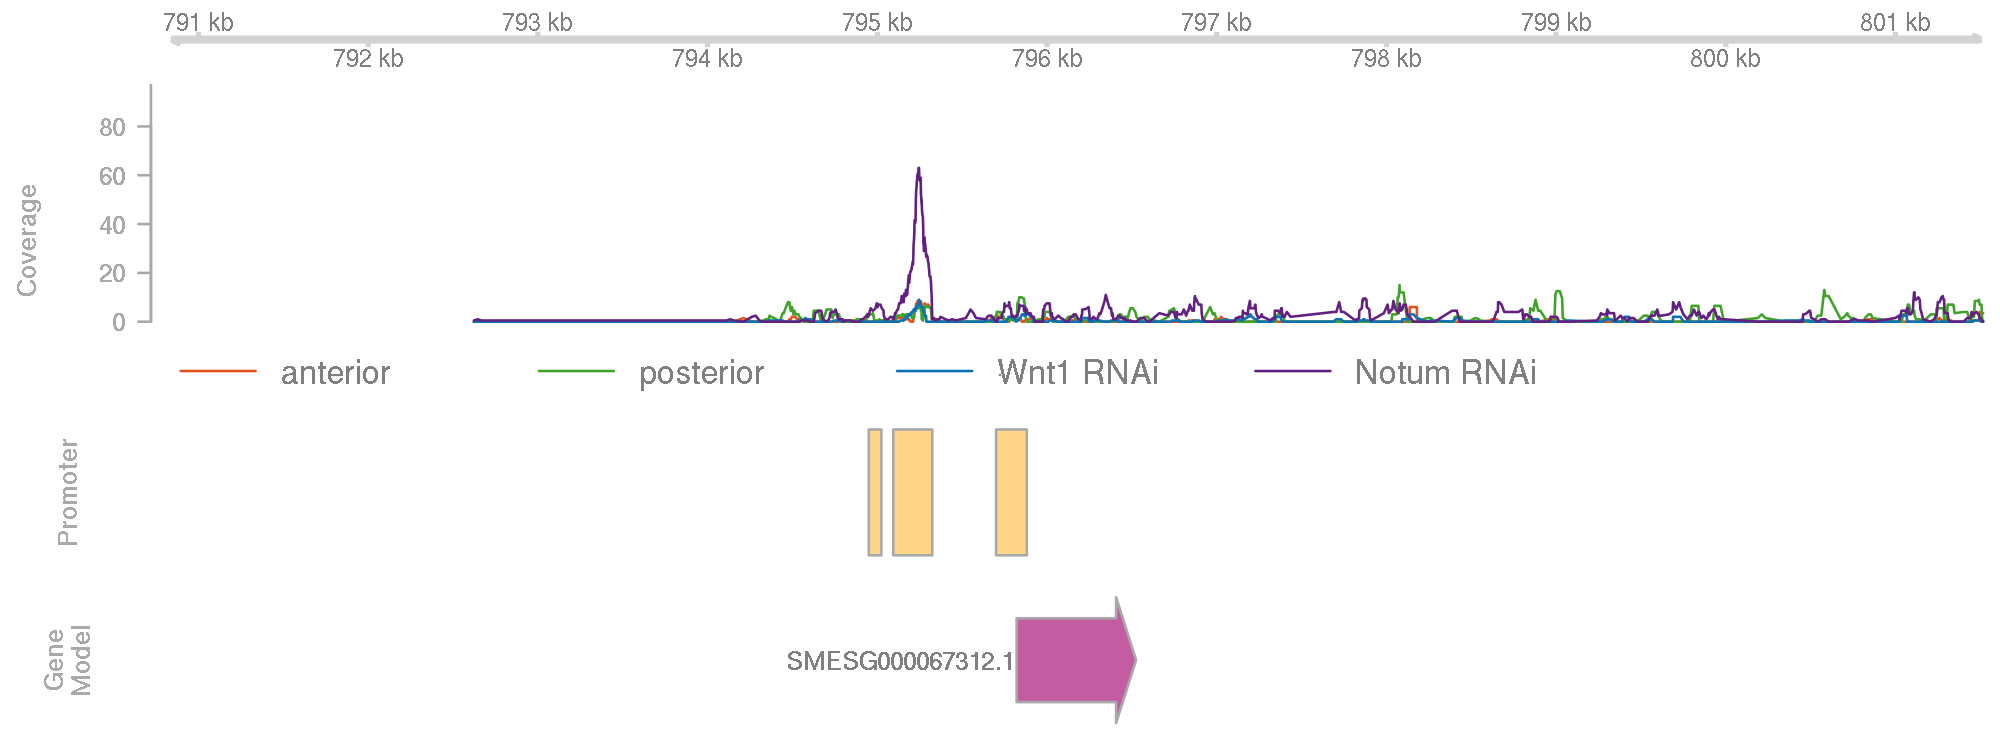 791 kb 793 kb 795 kb 797 kb 799 kb 801 kb
792 kb 794 kb 796 kb 798 kb 800 kb
Coverage
80
60
40
20
0
anterior posterior Wnt1 RNAi Notum RNAi
Promoter
Gene
Model
SMESG000067312.1